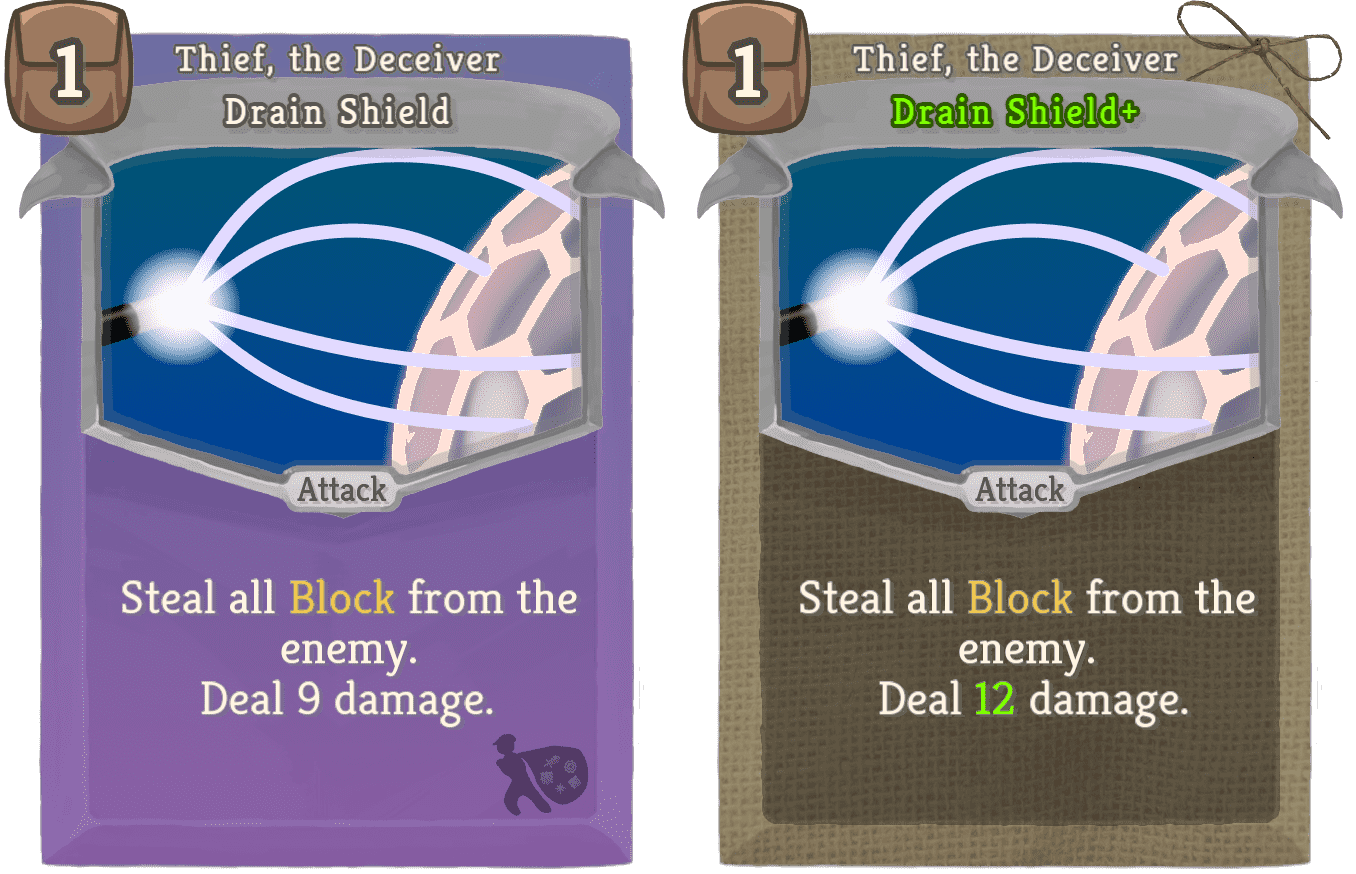 1
Thief, the Deceiver
Drain Shield
Attack
Steal all Block from the
enemy.
Deal 9 damage.
1
Thief, the Deceiver
Drain Shield+
Attack
Steal all Block from the
enemy.
Deal 12 damage.